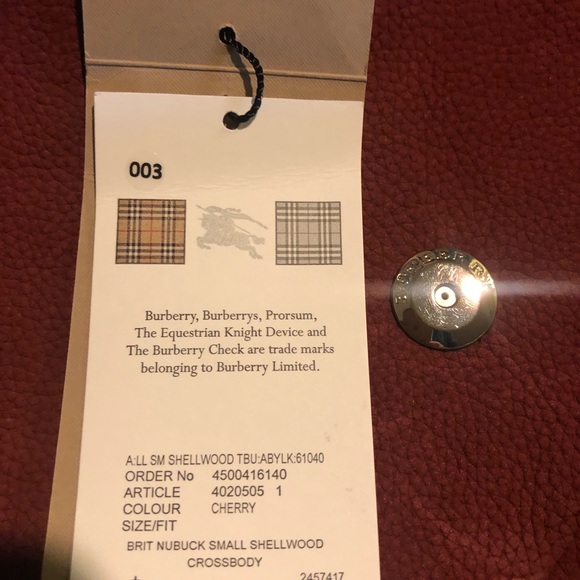 003
Burberry, Burberrys, Prorsum,
The Equestrian Knight Device and
The Burberry Check are trade marks
belonging to Burberry Limited.
A:LL SM SHELLWOOD TBU:ABYLK:61040
ORDER No 4500416140
ARTICLE 4020505 1
COLOUR CHERRY
SIZE/FIT
BRIT NUBUCK SMALL SHELLWOOD
CROSSBODY
2457417
BURBERRY